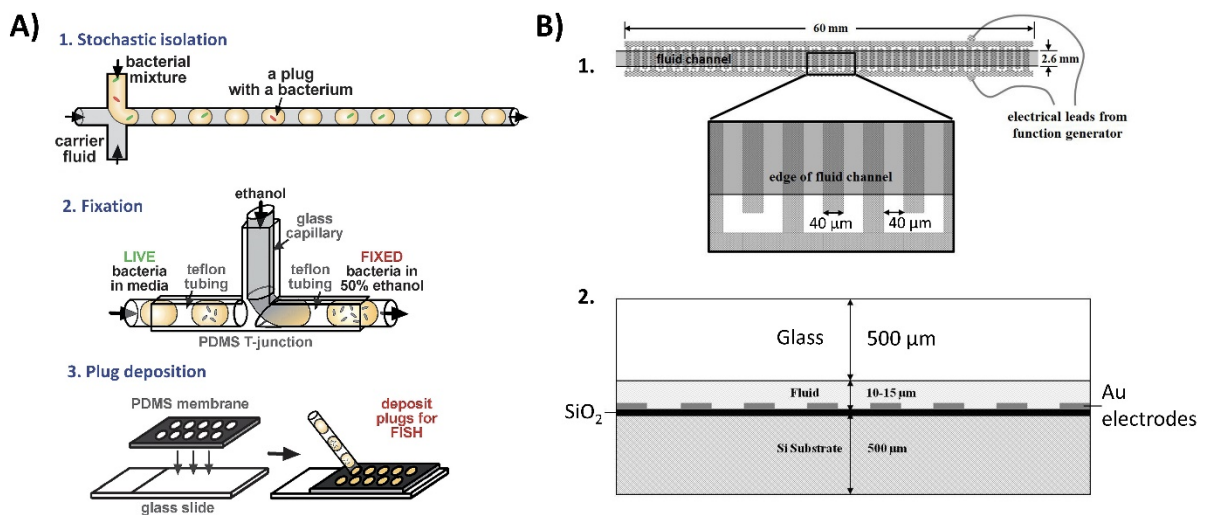 A)
1. Stochastic isolation
bacterial
mixture
a plug
with a bacterium
carrier
fluid
2. Fixation
ethanol
glass
capillary
LIVE
bacteria
in media
teflon
tubing
teflon
tubing
FIXED
bacteria in
50% ethanol
PDMS T-junction
3. Plug deposition
PDMS membrane
deposit
plugs for
FISH
glass slide
B)
1.
60 mm
fluid channel
2.6 mm
electrical leads from
function generator
edge of fluid channel
40 µm
40 µm
2.
Glass
500 µm
Fluid
10-15 µm
SiO2
Au
electrodes
Si Substrate
500 µm